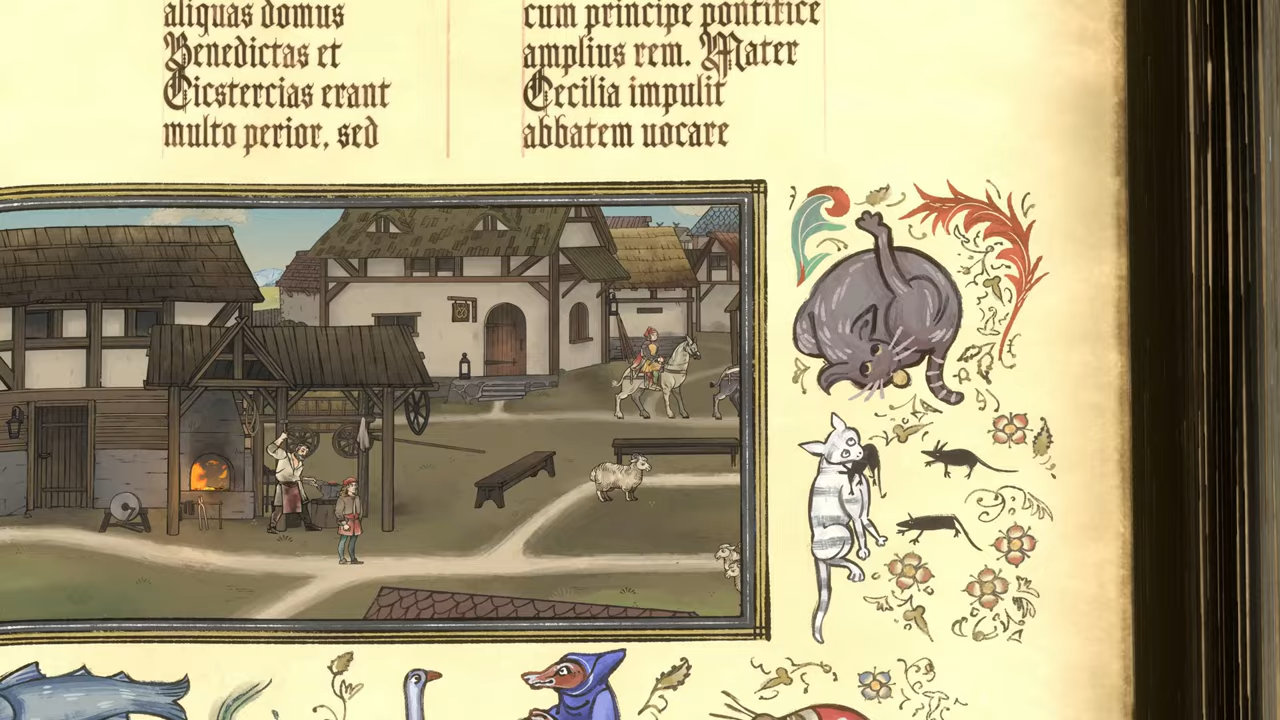 aliquas domus
Benedictas et
Cicstercias erant
multo perior, sed
cum principe pontifice
amplius rem. Mater
Cecilia impulit
abbatem uocare